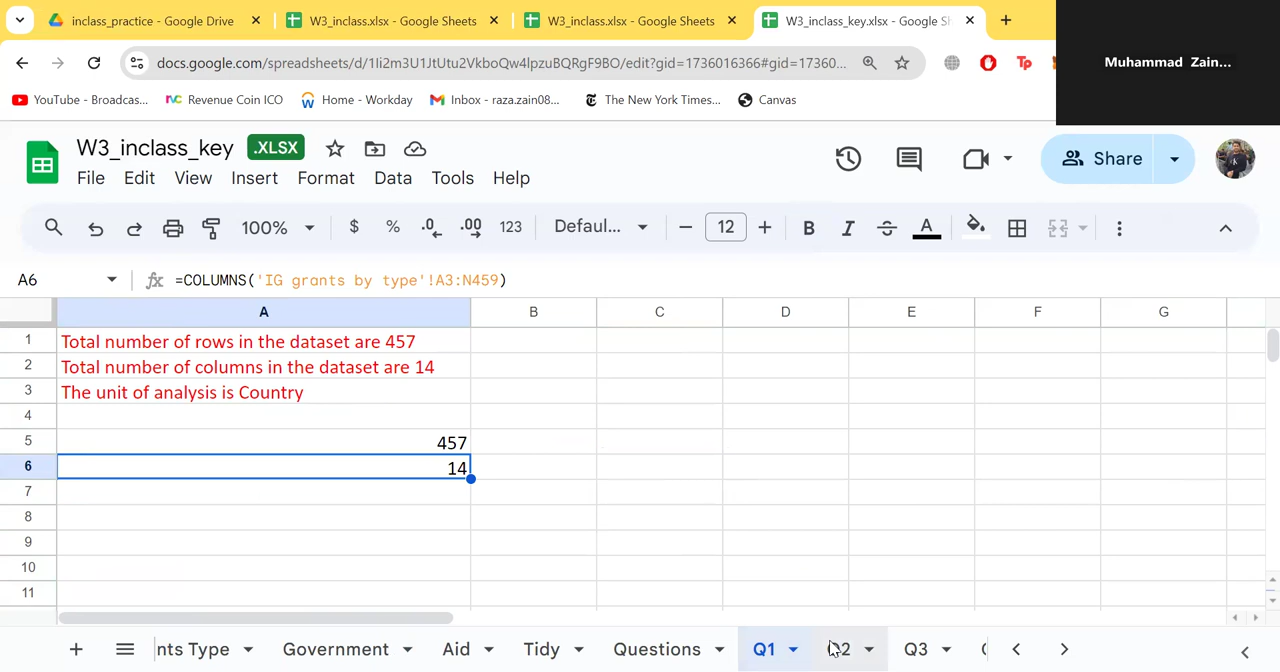 inclass_practice - Google Drive
W3_inclass.xlsx - Google Sheets
W3_inclass.xlsx - Google Sheets
W3_inclass_key.xlsx - Google Sh
docs.google.com/spreadsheets/d/1Ii2m3U1JtUtu2VkboQw4lpzuBQRgF9BO/edit?gid=1736016366#gid=17360...
Tp
Muhammad Zain...
YouTube - Broadcas...
Revenue Coin ICO
Home - Workday
Inbox - raza.zain08...
The New York Times...
Canvas
W3_inclass_key .XLSX
Share
File Edit View Insert Format Data Tools Help
100% $ % .0 .00 123 Defaul... − 12 + B I S A
A6 fx =COLUMNS('IG grants by type'!A3:N459)
A B C D E F G
1 Total number of rows in the dataset are 457
2 Total number of columns in the dataset are 14
3 The unit of analysis is Country
4
5 457
6 14
7
8
9
10
11
nts Type Government Aid Tidy Questions Q1 Q2 Q3